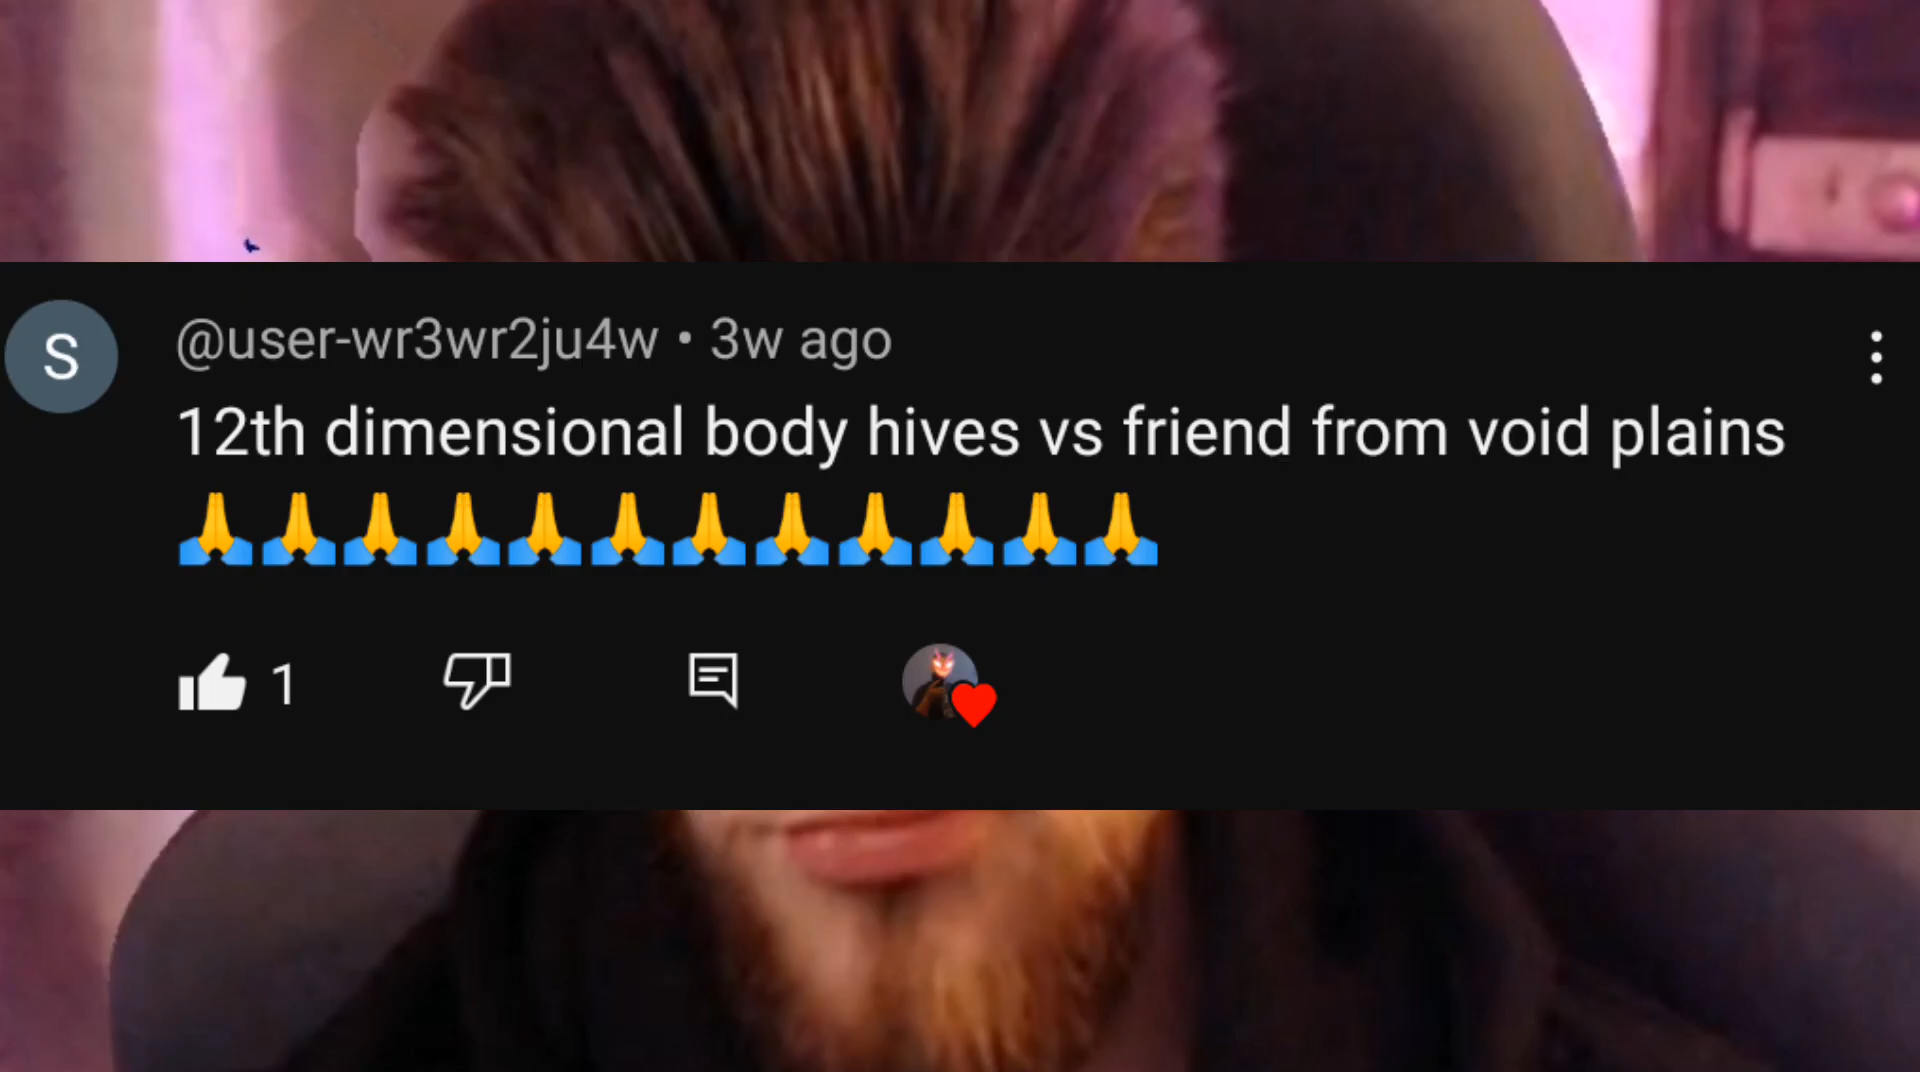 S
@user-wr3wr2ju4w • 3w ago
12th dimensional body hives vs friend from void plains
🙏🙏🙏🙏🙏🙏🙏🙏🙏🙏🙏🙏
1